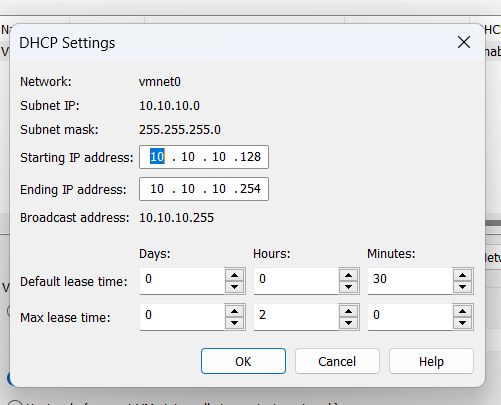 DHCP Settings
Network: vmnet0
Subnet IP: 10.10.10.0
Subnet mask: 255.255.255.0
Starting IP address: 10 . 10 . 10 .128
Ending IP address: 10 . 10 . 10 .254
Broadcast address: 10.10.10.255
Days: Hours: Minutes:
Default lease time: 0 0 30
Max lease time: 0 2 0
OK Cancel Help